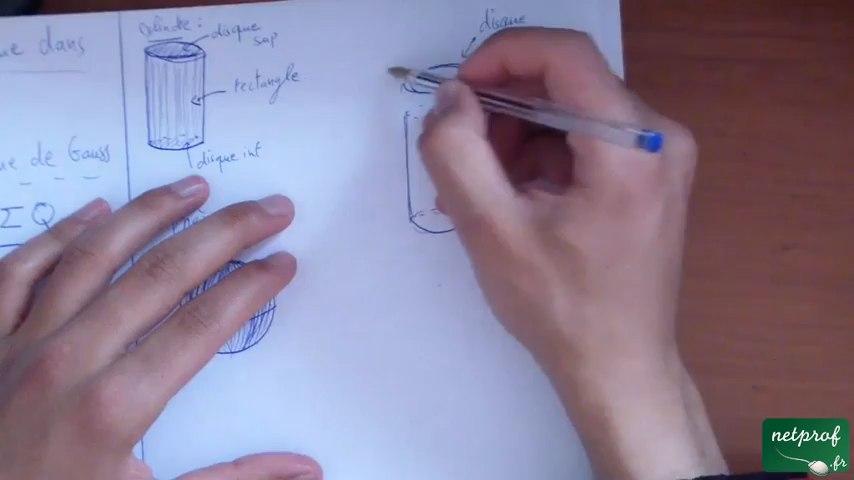 ue dans
ue de Gauss
Σ Q
cylindre :
disque
sup
rectangle
disque inf
disque
netprof
.fr